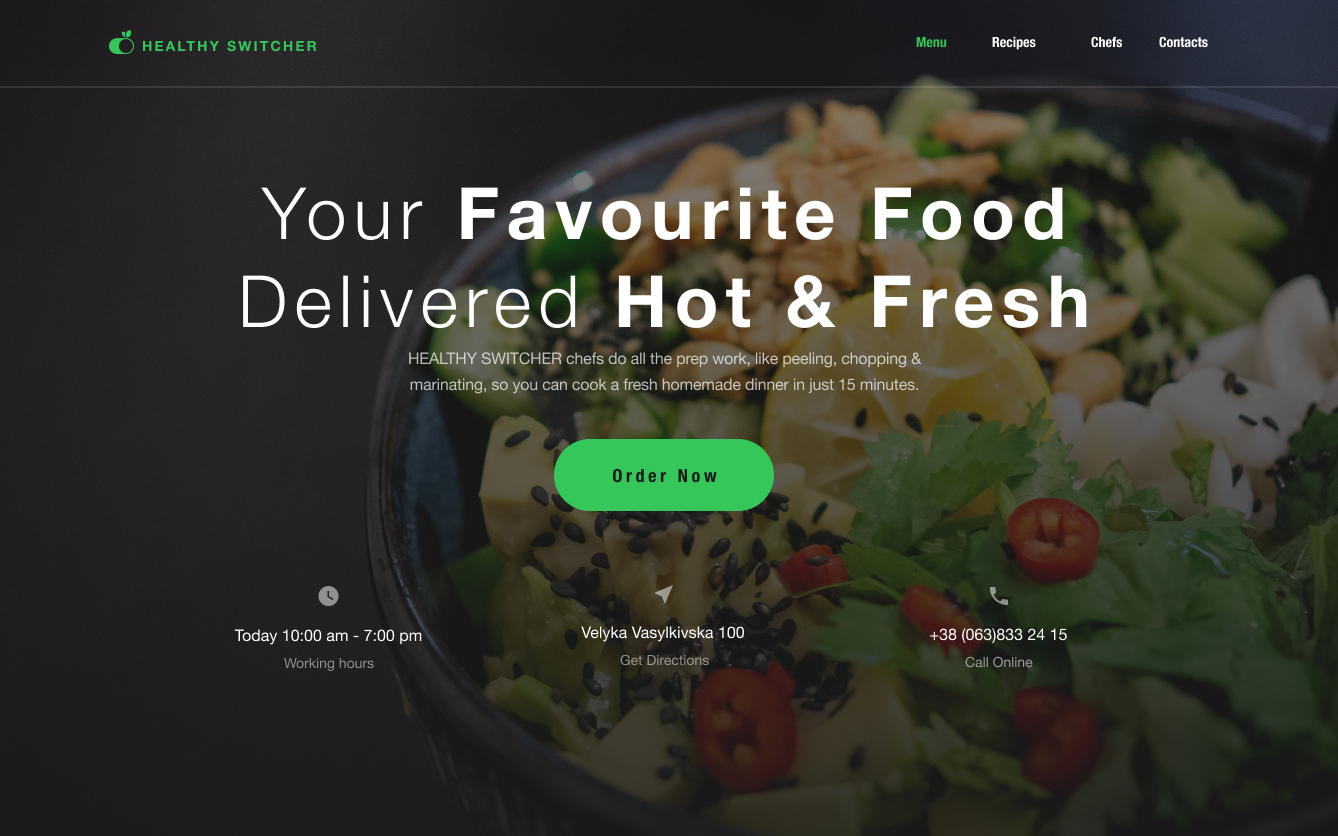 HEALTHY SWITCHER
Menu Recipes Chefs Contacts
Your Favourite Food
Delivered Hot & Fresh
HEALTHY SWITCHER chefs do all the prep work, like peeling, chopping &
marinating, so you can cook a fresh homemade dinner in just 15 minutes.
Order Now
Today 10:00 am - 7:00 pm
Working hours
Velyka Vasylkivska 100
Get Directions
+38 (063)833 24 15
Call Online